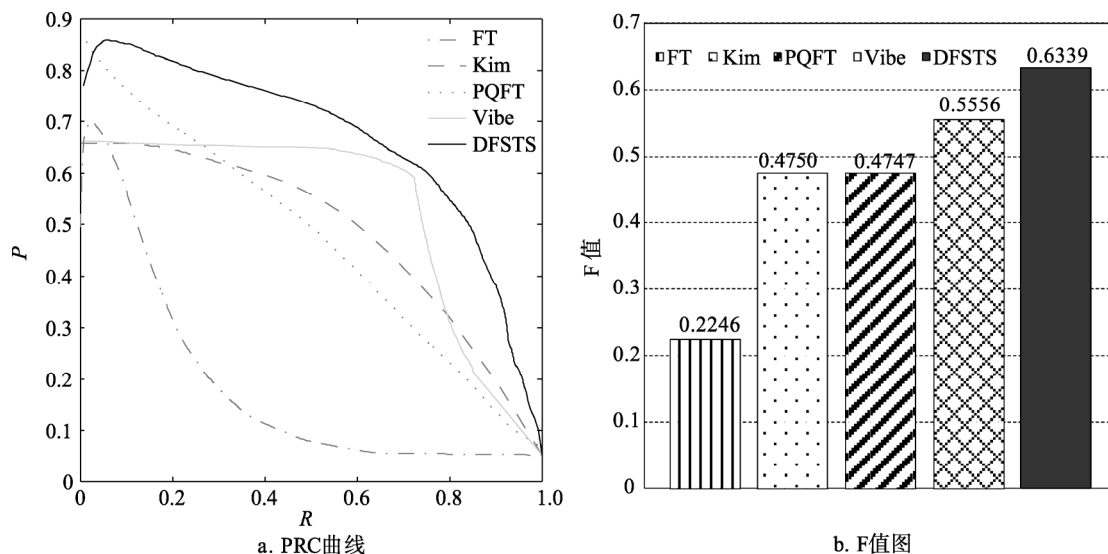 0.9
0.8
0.7
0.6
0.5
0.4
0.3
0.2
0.1
0
P
FT
Kim
PQFT
Vibe
DFSTS
0 0.2 0.4 0.6 0.8 1.0
R
a. PRC曲线
0.7
0.6
0.5
0.4
0.3
0.2
0.1
0
F值
FT Kim PQFT Vibe DFSTS
0.2246
0.4750
0.4747
0.5556
0.6339
b. F值图